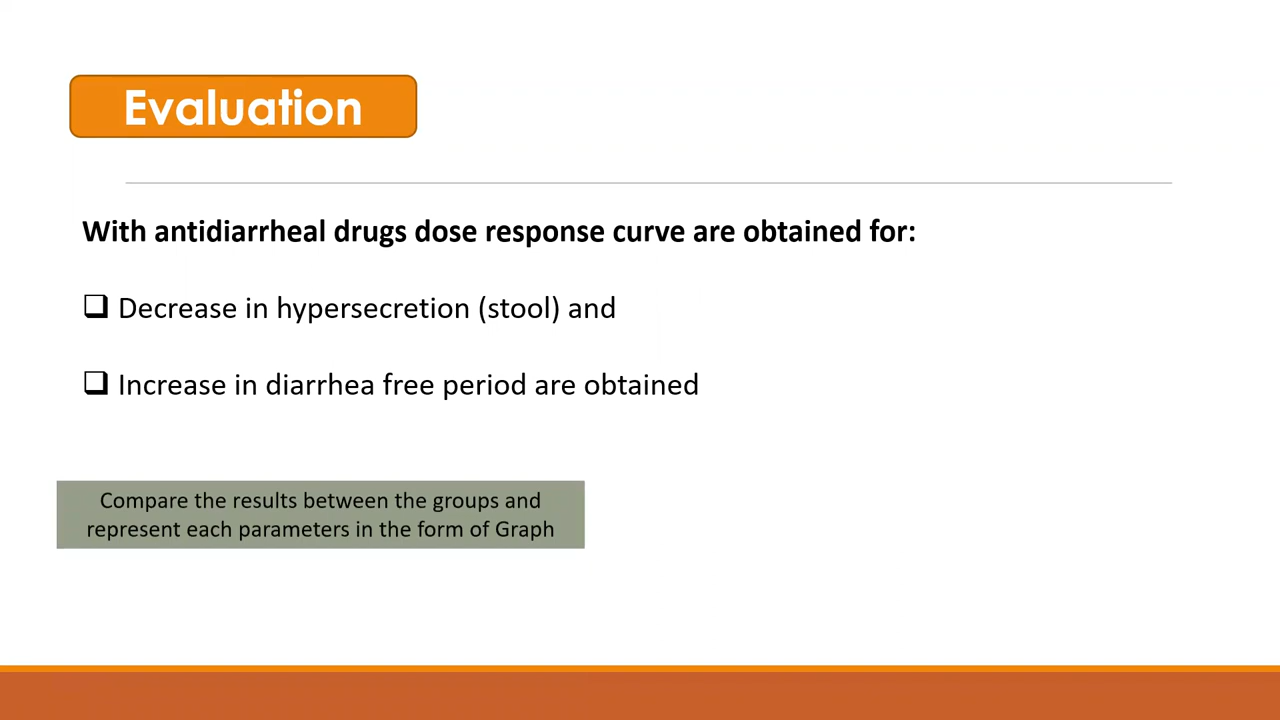 Evaluation
With antidiarrheal drugs dose response curve are obtained for:
❑ Decrease in hypersecretion (stool) and
❑ Increase in diarrhea free period are obtained
Compare the results between the groups and
represent each parameters in the form of Graph